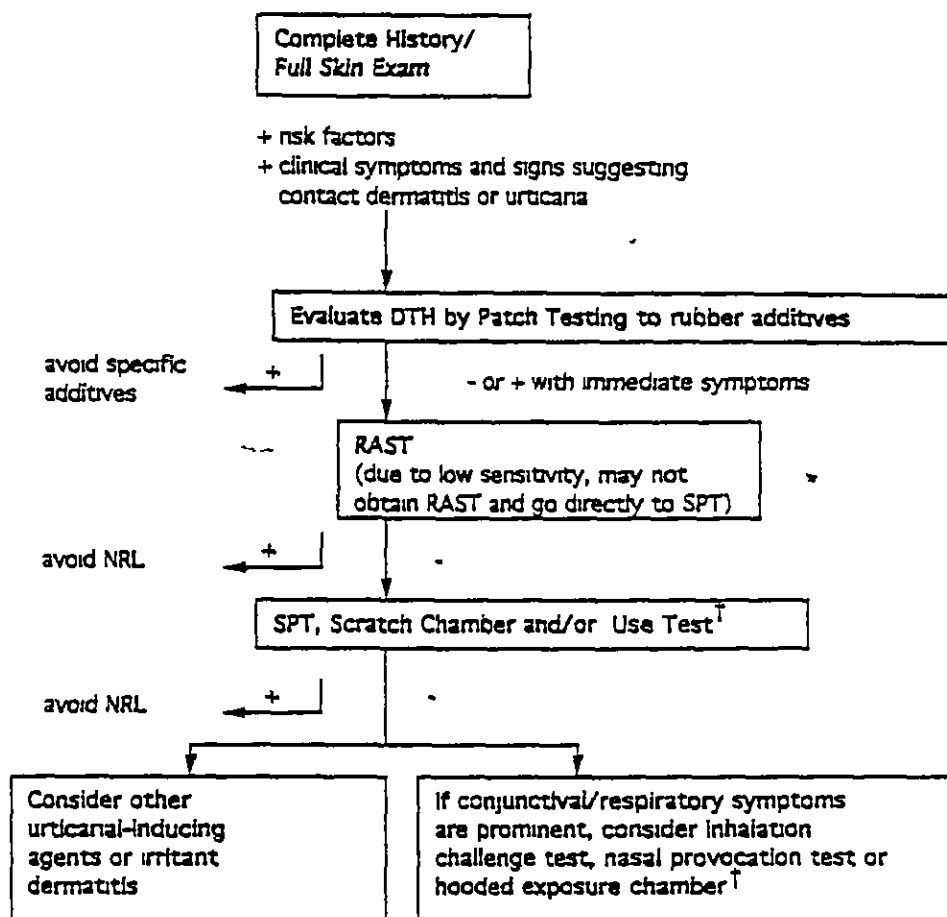 Complete History/
Full Skin Exam
+ risk factors
+ clinical symptoms and signs suggesting
contact dermatitis or urticaria
Evaluate DTH by Patch Testing to rubber additives
avoid specific
additives
+
- or + with immediate symptoms
RAST
(due to low sensitivity, may not
obtain RAST and go directly to SPT)
avoid NRL
+
-
SPT, Scratch Chamber and/or Use Test†
avoid NRL
+
-
Consider other
urticarial-inducing
agents or irritant
dermatitis
If conjunctival/respiratory symptoms
are prominent, consider inhalation
challenge test, nasal provocation test or
hooded exposure chamber†